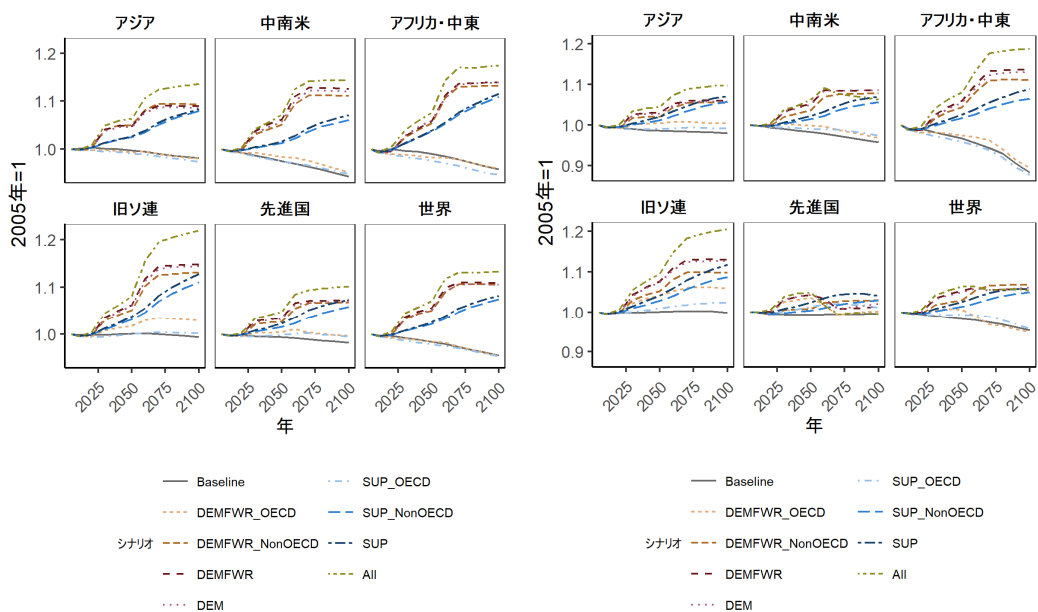 アジア
中南米
アフリカ・中東
1.2
1.1
1.0
2005年=1
旧ソ連
先進国
世界
1.2
1.1
1.0
2025
2050
2075
2100
2025
2050
2075
2100
2025
2050
2075
2100
年
シナリオ
Baseline
DEMFWR_OECD
DEMFWR_NonOECD
DEMFWR
DEM
SUP_OECD
SUP_NonOECD
SUP
All
アジア
中南米
アフリカ・中東
1.2
1.1
1.0
0.9
2005年=1
旧ソ連
先進国
世界
1.2
1.1
1.0
0.9
2025
2050
2075
2100
2025
2050
2075
2100
2025
2050
2075
2100
年
シナリオ
Baseline
DEMFWR_OECD
DEMFWR_NonOECD
DEMFWR
DEM
SUP_OECD
SUP_NonOECD
SUP
All